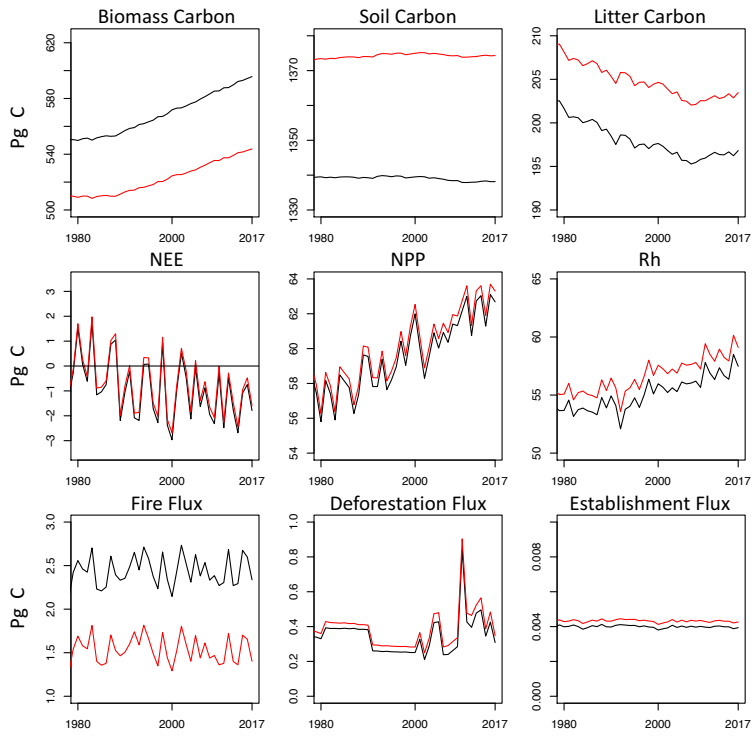 Biomass Carbon Soil Carbon Litter Carbon
Pg C
620
580
540
500
1980 2000 2017
1370
1350
1330
1980 2000 2017
210
205
200
195
190
1980 2000 2017
NEE NPP Rh
Pg C
3
2
1
0
-1
-2
-3
1980 2000 2017
64
62
60
58
56
54
1980 2000 2017
65
60
55
50
1980 2000 2017
Fire Flux Deforestation Flux Establishment Flux
Pg C
3.0
2.5
2.0
1.5
1.0
1980 2000 2017
1.0
0.8
0.6
0.4
0.2
0.0
1980 2000 2017
0.008
0.004
0.000
1980 2000 2017